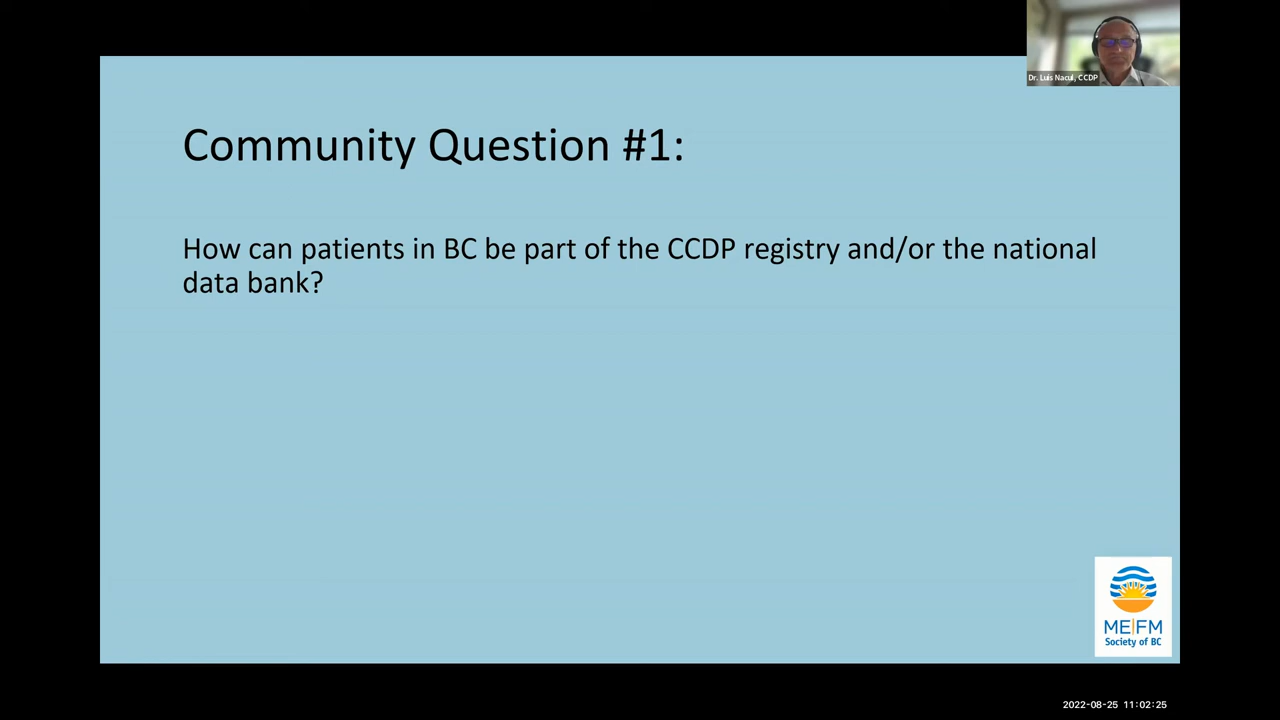 Dr. Luis Nacul, CCDP
Community Question #1:
How can patients in BC be part of the CCDP registry and/or the national
data bank?
ME|FM
Society of BC
2022-08-25 11:02:25